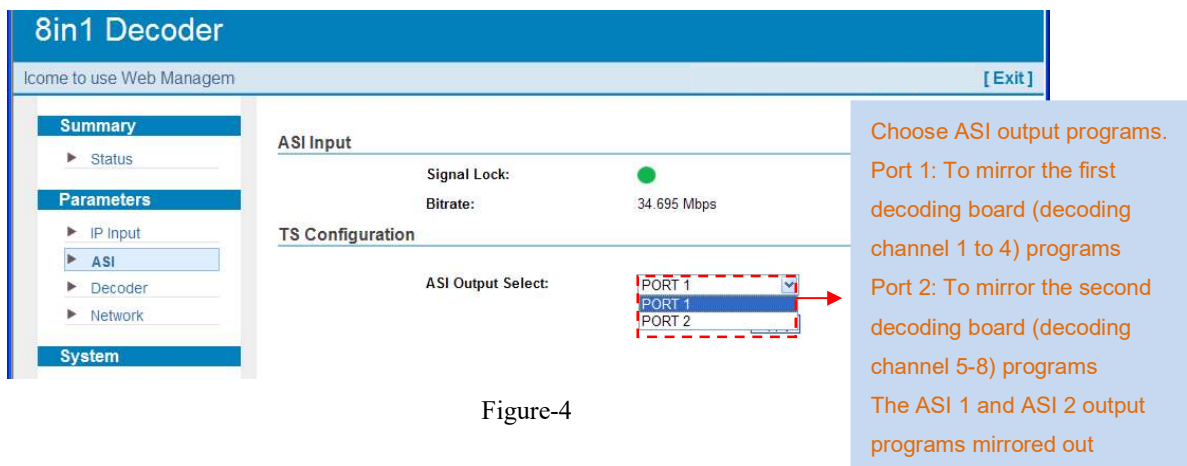 8in1 Decoder
lcome to use Web Managem
[ Exit ]
Summary
Status
Parameters
IP Input
ASI
Decoder
Network
System
ASI Input
Signal Lock:
Bitrate: 34.695 Mbps
TS Configuration
ASI Output Select: PORT 1
PORT 1
PORT 2
Choose ASI output programs.
Port 1: To mirror the first
decoding board (decoding
channel 1 to 4) programs
Port 2: To mirror the second
decoding board (decoding
channel 5-8) programs
The ASI 1 and ASI 2 output
programs mirrored out
Figure-4